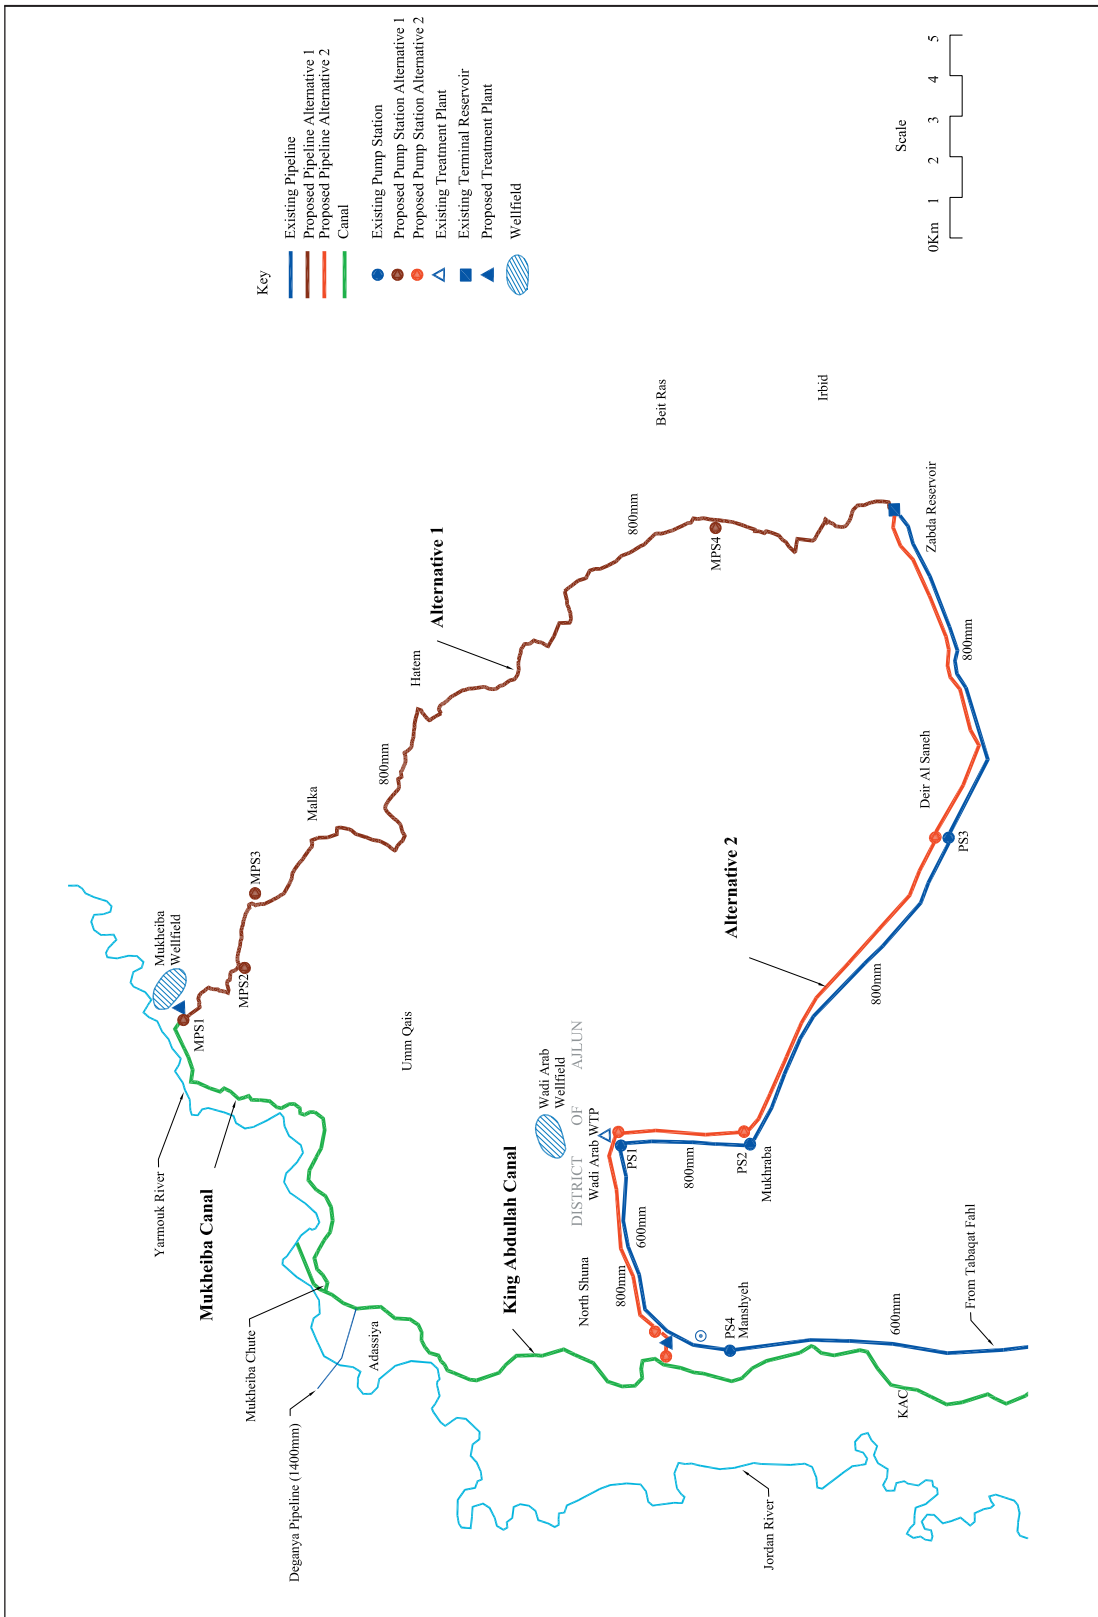 Key
Existing Pipeline
Proposed Pipeline Alternative 1
Proposed Pipeline Alternative 2
Canal
Existing Pump Station
Proposed Pump Station Alternative 1
Proposed Pump Station Alternative 2
Existing Treatment Plant
Existing Terminal Reservoir
Proposed Treatment Plant
Wellfield
Scale
0Km 1 2 3 4 5
Yarmouk River
Mukheiba
Wellfield
MPS1
MPS2
MPS3
Malka
800mm
Hatem
Alternative 1
800mm
Beit Ras
MPS4
Irbid
Zabda Reservoir
Mukheiba Canal
Umm Qais
Mukheiba Chute
Deganya Pipeline (1400mm)
Adassiya
King Abdullah Canal
North Shuna
DISTRICT OF AJLUN
Wadi Arab
Wellfield
Wadi Arab WTP
PS1
600mm
800mm
800mm
PS2
Mukhraba
Alternative 2
800mm
Deir Al Saneh
PS3
800mm
PS4
Manshyeh
600mm
KAC
From Tabaqat Fahl
Jordan River